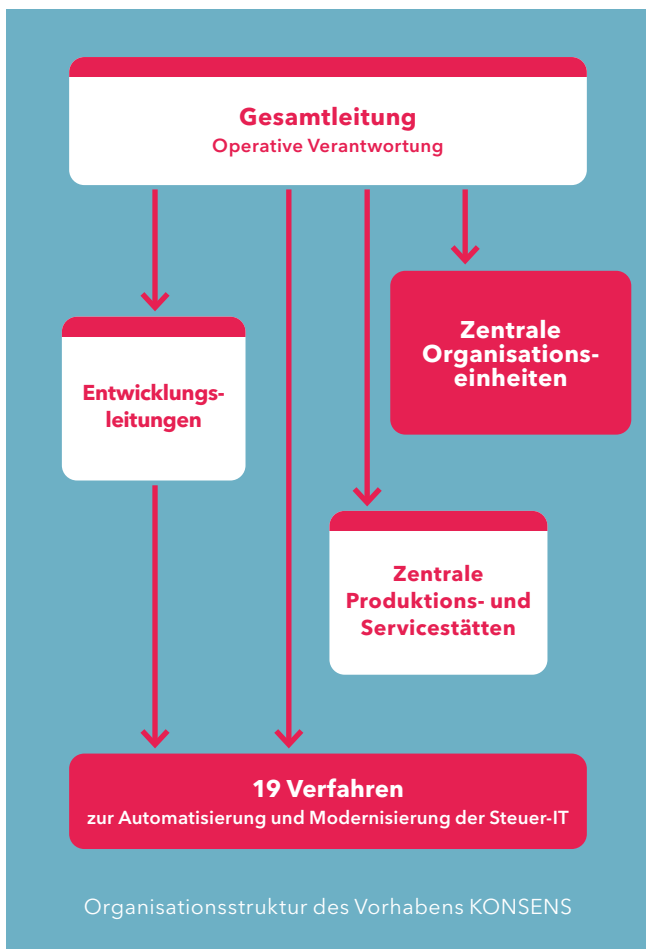 Gesamtleitung
Operative Verantwortung
Zentrale
Organisations-
einheiten
Entwicklungs-
leitungen
Zentrale
Produktions- und
Servicestätten
19 Verfahren
zur Automatisierung und Modernisierung der Steuer-IT
Organisationsstruktur des Vorhabens KONSENS